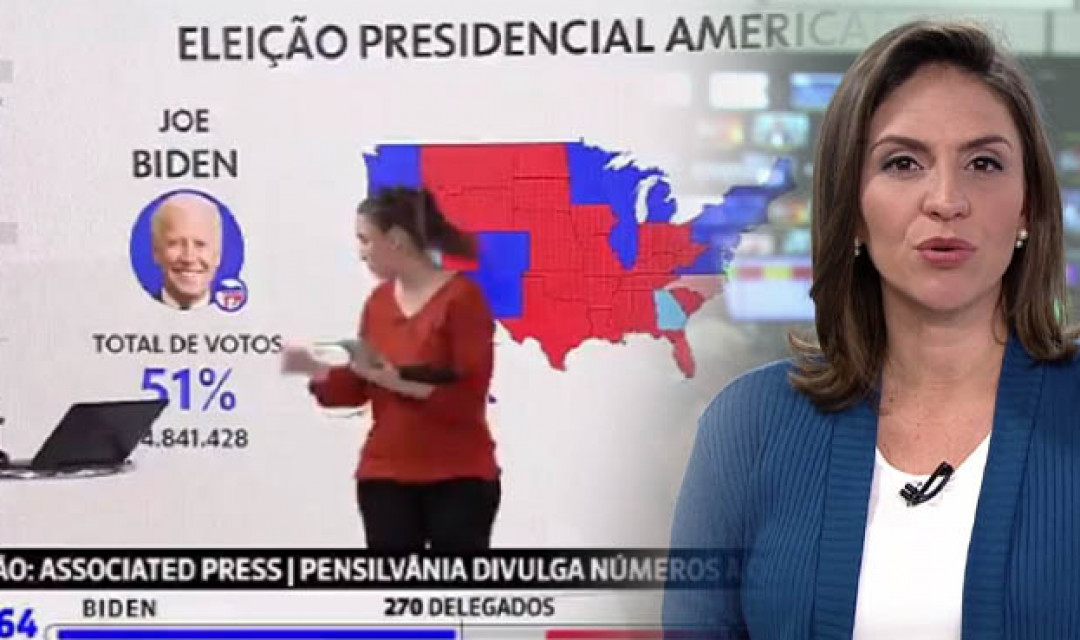 ELEIÇÃO PRESIDENCIAL AMERICA
JOE
BIDEN
TOTAL DE VOTOS
51%
4.841.428
ÃO: ASSOCIATED PRESS | PENSILVÂNIA DIVULGA NÚMEROS
BIDEN
270 DELEGADOS
64